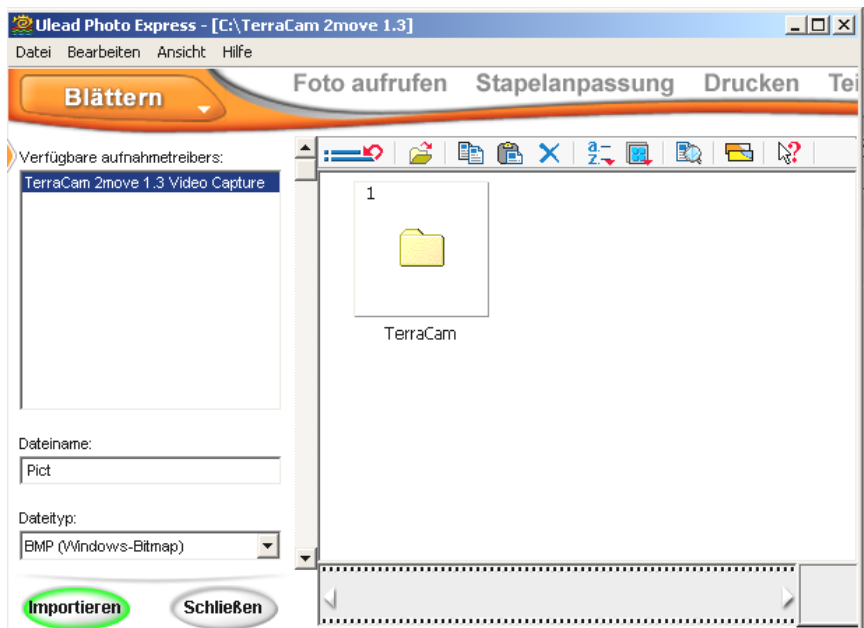 Ulead Photo Express - [C:\TerraCam 2move 1.3]
Datei Bearbeiten Ansicht Hilfe
Blättern
Foto aufrufen Stapelanpassung Drucken Tei
Verfügbare aufnahmetreibers:
TerraCam 2move 1.3 Video Capture
a.
z.
1
TerraCam
Dateiname:
Pict
Dateityp:
BMP (Windows-Bitmap)
Importieren Schließen